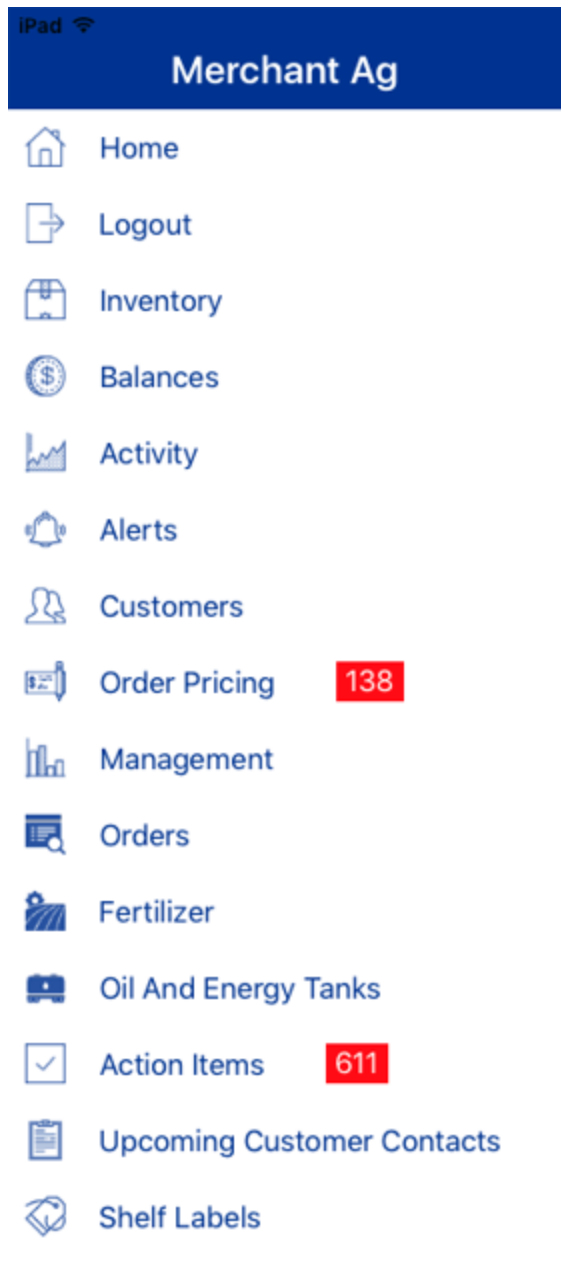 iPad
Merchant Ag
Home
Logout
Inventory
Balances
Activity
Alerts
Customers
Order Pricing 138
Management
Orders
Fertilizer
Oil And Energy Tanks
Action Items 611
Upcoming Customer Contacts
Shelf Labels